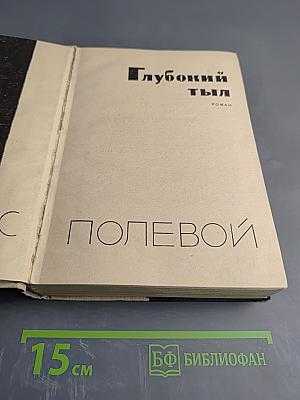 Глубокий
тыл
РОМАН
С ПОЛЕВОЙ
15 см
БФ БИБЛИОФАН